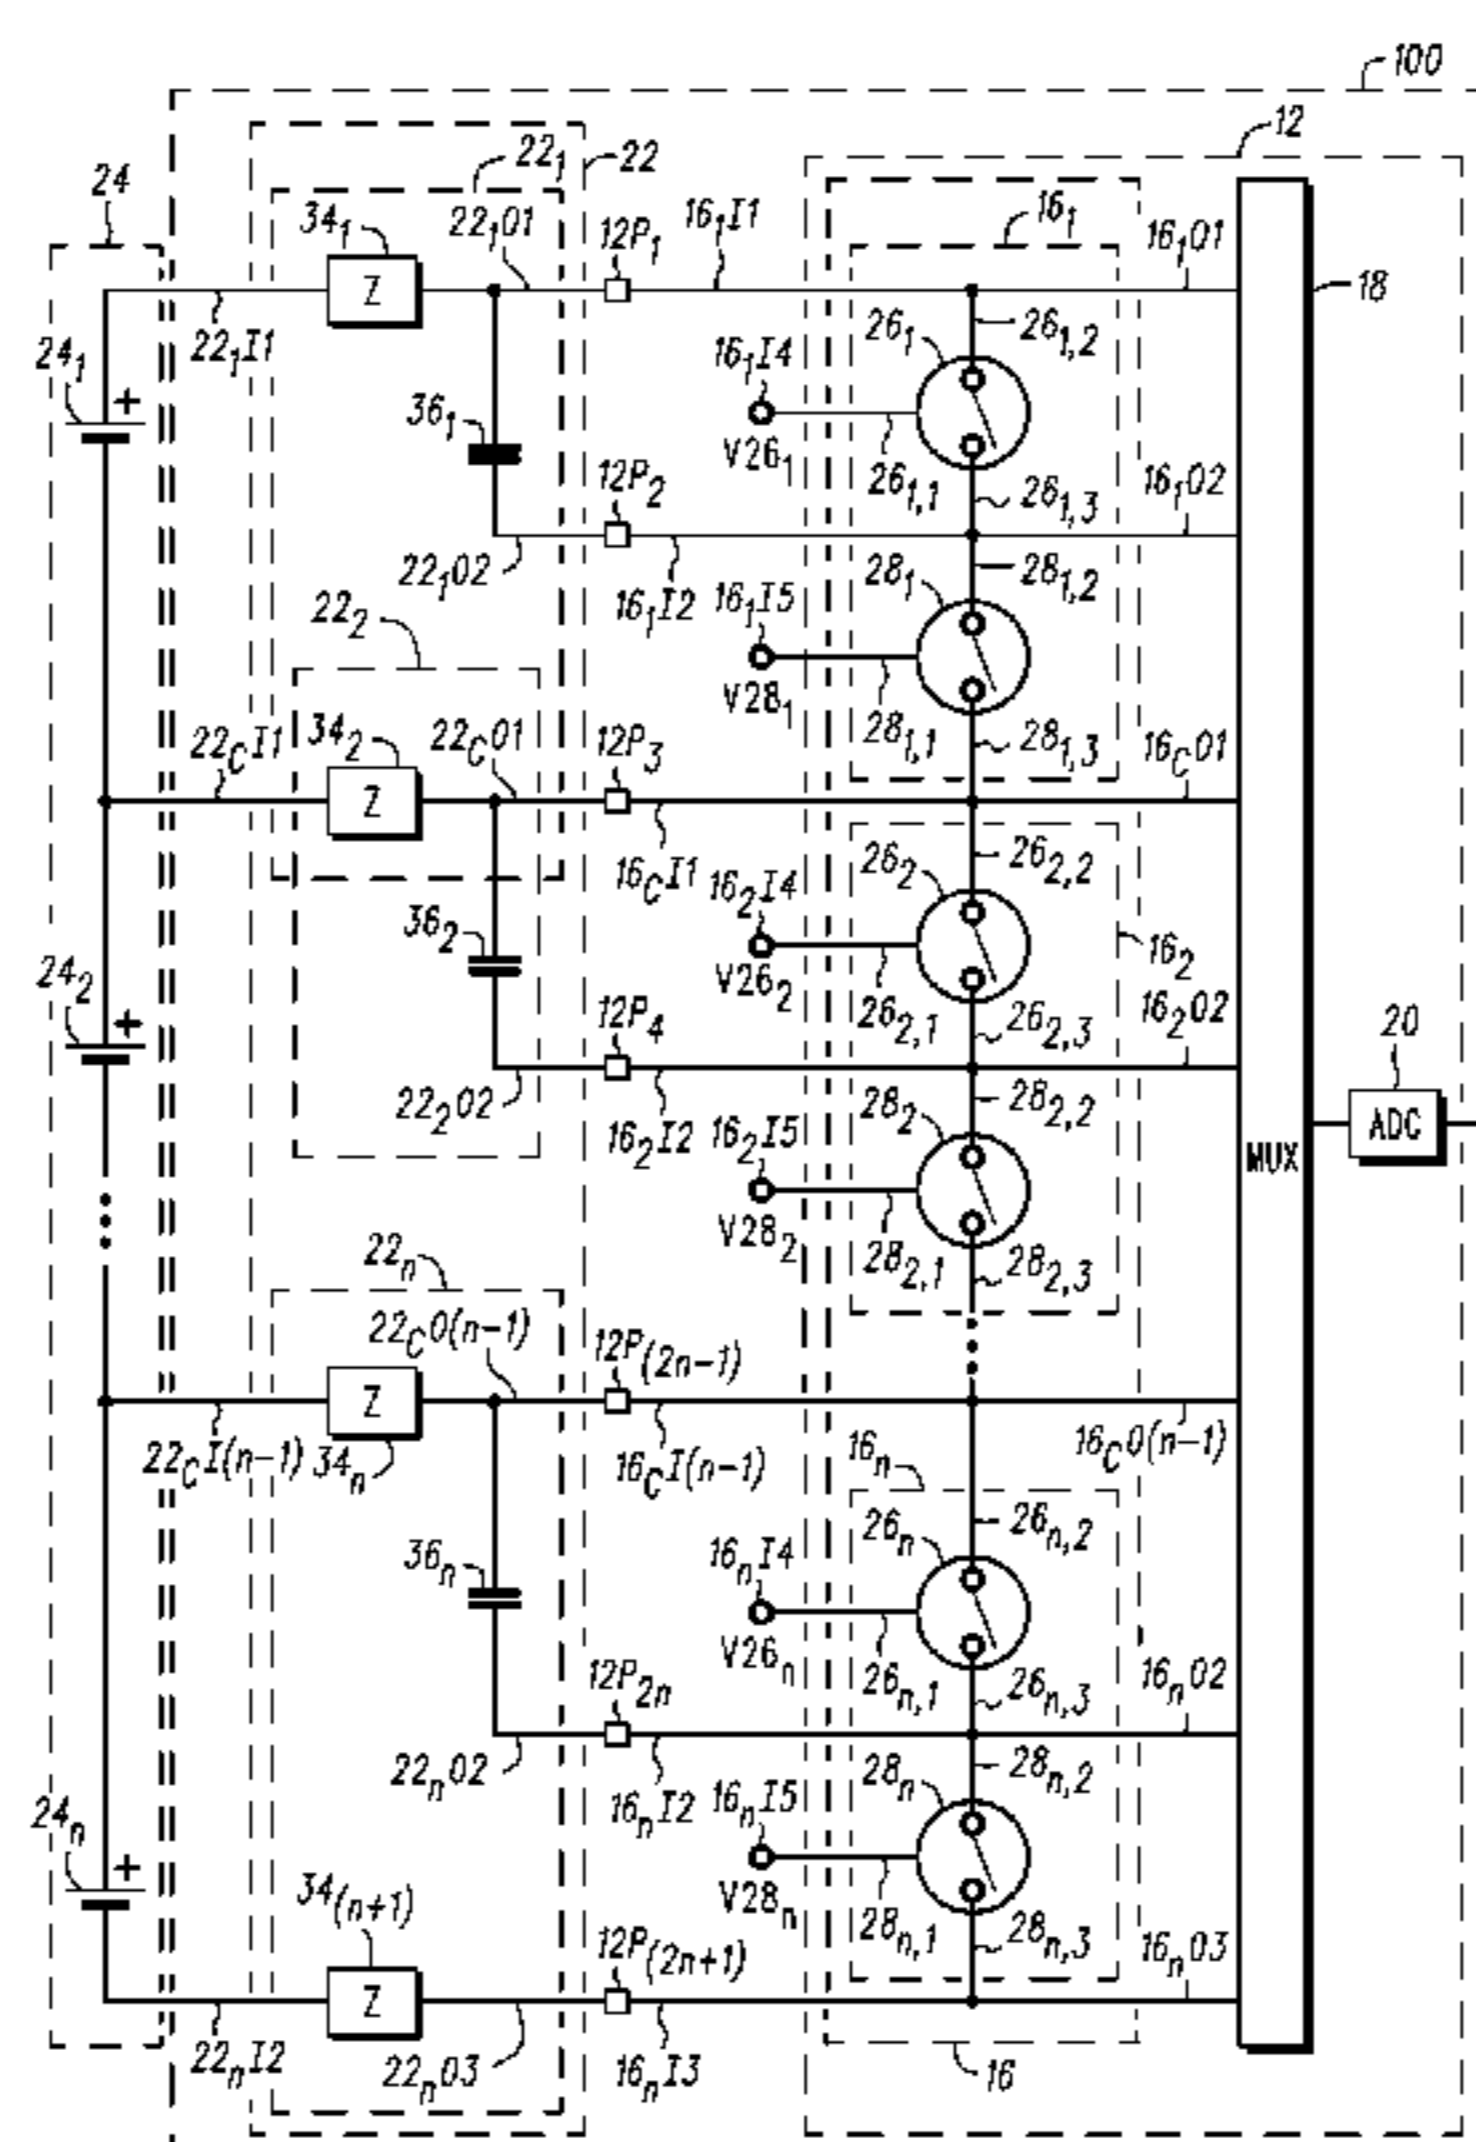 100
12
22₁
22
24
16₁I1
16₁
34₁
22₁01
12P₁
16₁01
Z
18
22₁I1
24₁
+
16₁I4
26₁
26₁,₂
36₁
V26₁
12P₂
26₁,₁
26₁,₃
16₁02
22₁02
16₁I2
16₁I5
28₁
28₁,₂
22₂
V28₁
22CI1
34₂
22C01
12P₃
28₁,₁
28₁,₃
16C01
Z
16CI1
16₂I4
26₂
26₂,₂
36₂
16₂
24₂
+
V26₂
12P₄
26₂,₁
26₂,₃
16₂02
20
22₂02
16₂I2
16₂I5
28₂
28₂,₂
ADC
MUX
V28₂
22ₙ
28₂,₁
28₂,₃
22C0(n-1)
12P(2n-1)
Z
22CI(n-1)
34ₙ
16CI(n-1)
16ₙ
16C0(n-1)
36ₙ
16ₙI4
26ₙ
26ₙ,₂
V26ₙ
12P₂ₙ
26ₙ,₁
26ₙ,₃
16ₙ02
22ₙ02
16ₙI2
16ₙI5
28ₙ
28ₙ,₂
24ₙ
+
34(n+1)
V28ₙ
12P(2n+1)
28ₙ,₁
28ₙ,₃
16ₙ03
Z
22ₙI2
22ₙ03
16ₙI3
16